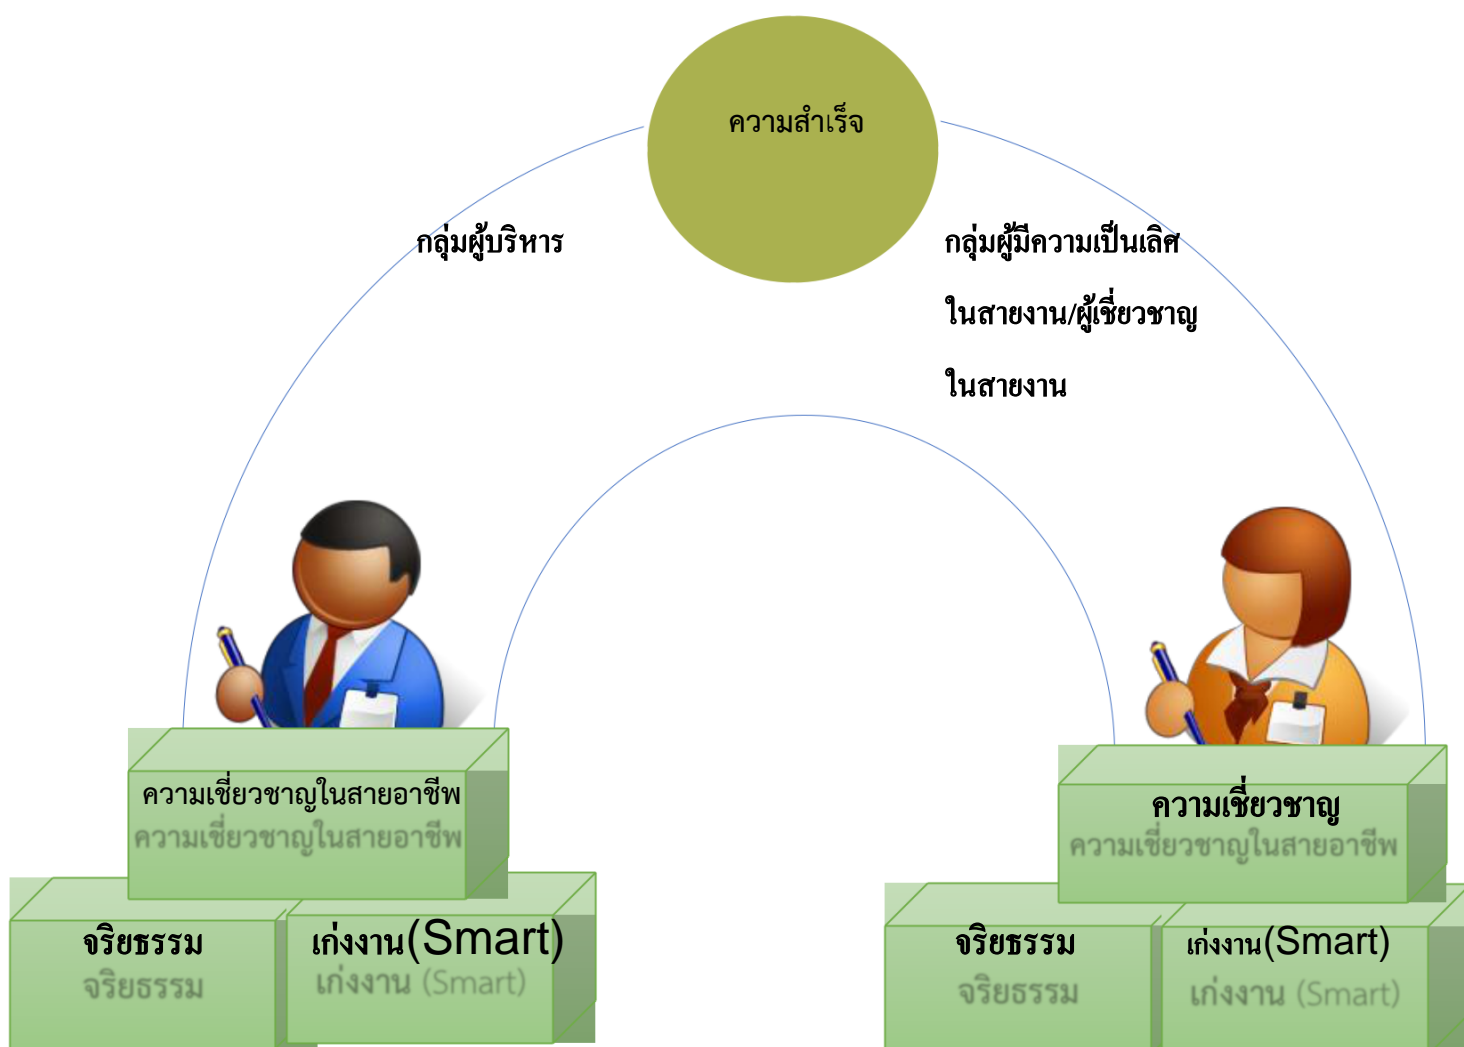 ความสำเร็จ
กลุ่มผู้บริหาร
กลุ่มผู้มีความเป็นเลิศ
ในสายงาน/ผู้เชี่ยวชาญ
ในสายงาน
ความเชี่ยวชาญในสายอาชีพ
ความเชี่ยวชาญในสายอาชีพ
จริยธรรม
จริยธรรม
เก่งงาน(Smart)
เก่งงาน (Smart)
ความเชี่ยวชาญ
ความเชี่ยวชาญในสายอาชีพ
จริยธรรม
จริยธรรม
เก่งงาน(Smart)
เก่งงาน (Smart)